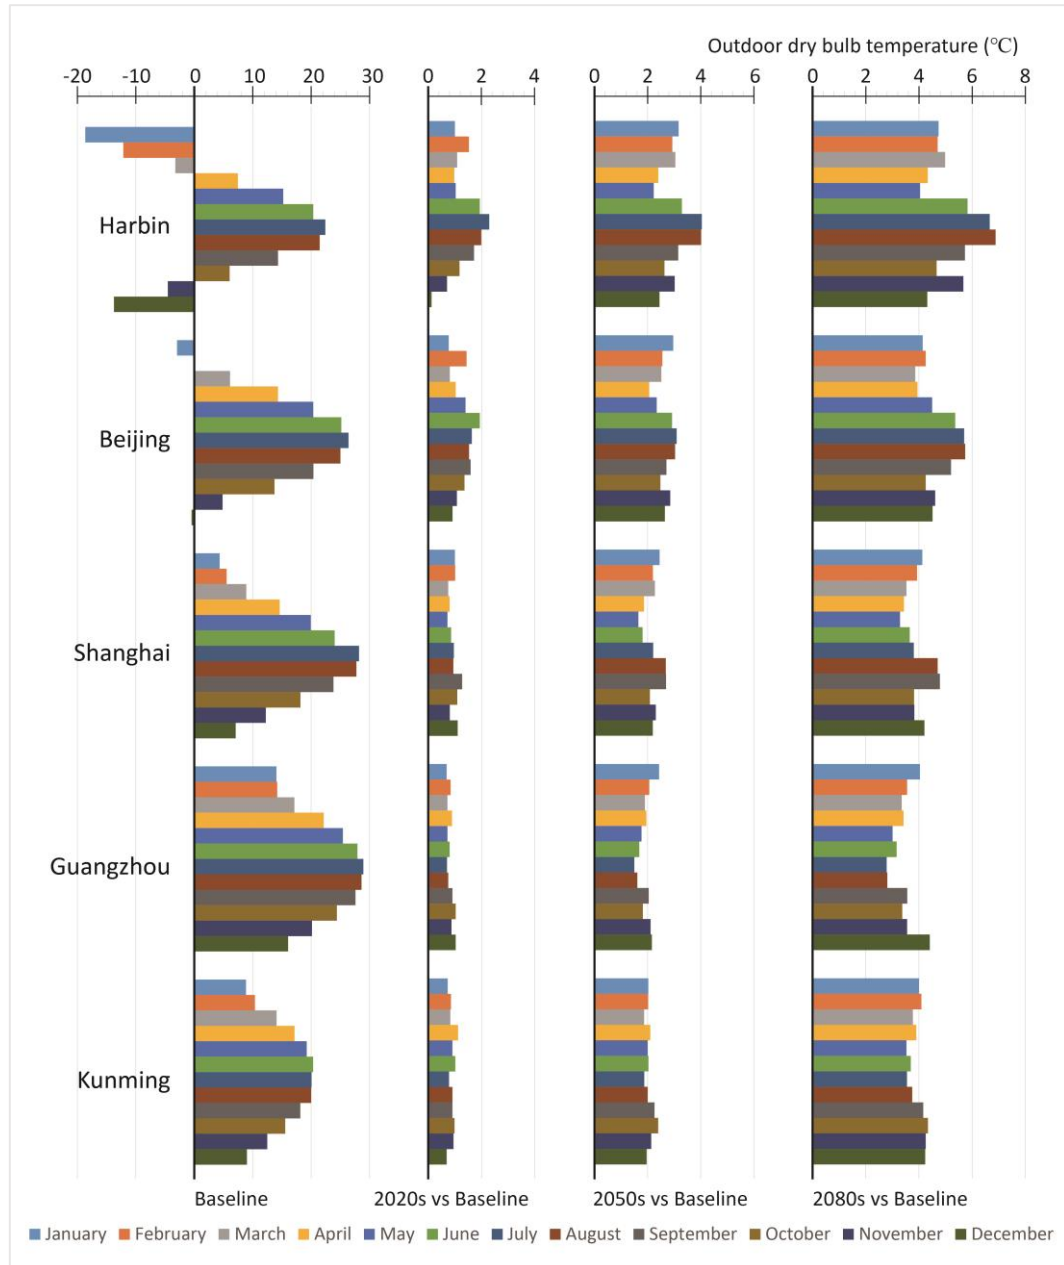 Outdoor dry bulb temperature (℃)
-20 -10 0 10 20 30 0 2 4 0 2 4 6 0 2 4 6 8
Harbin
Beijing
Shanghai
Guangzhou
Kunming
Baseline 2020s vs Baseline 2050s vs Baseline 2080s vs Baseline
January February March April May June July August September October November December